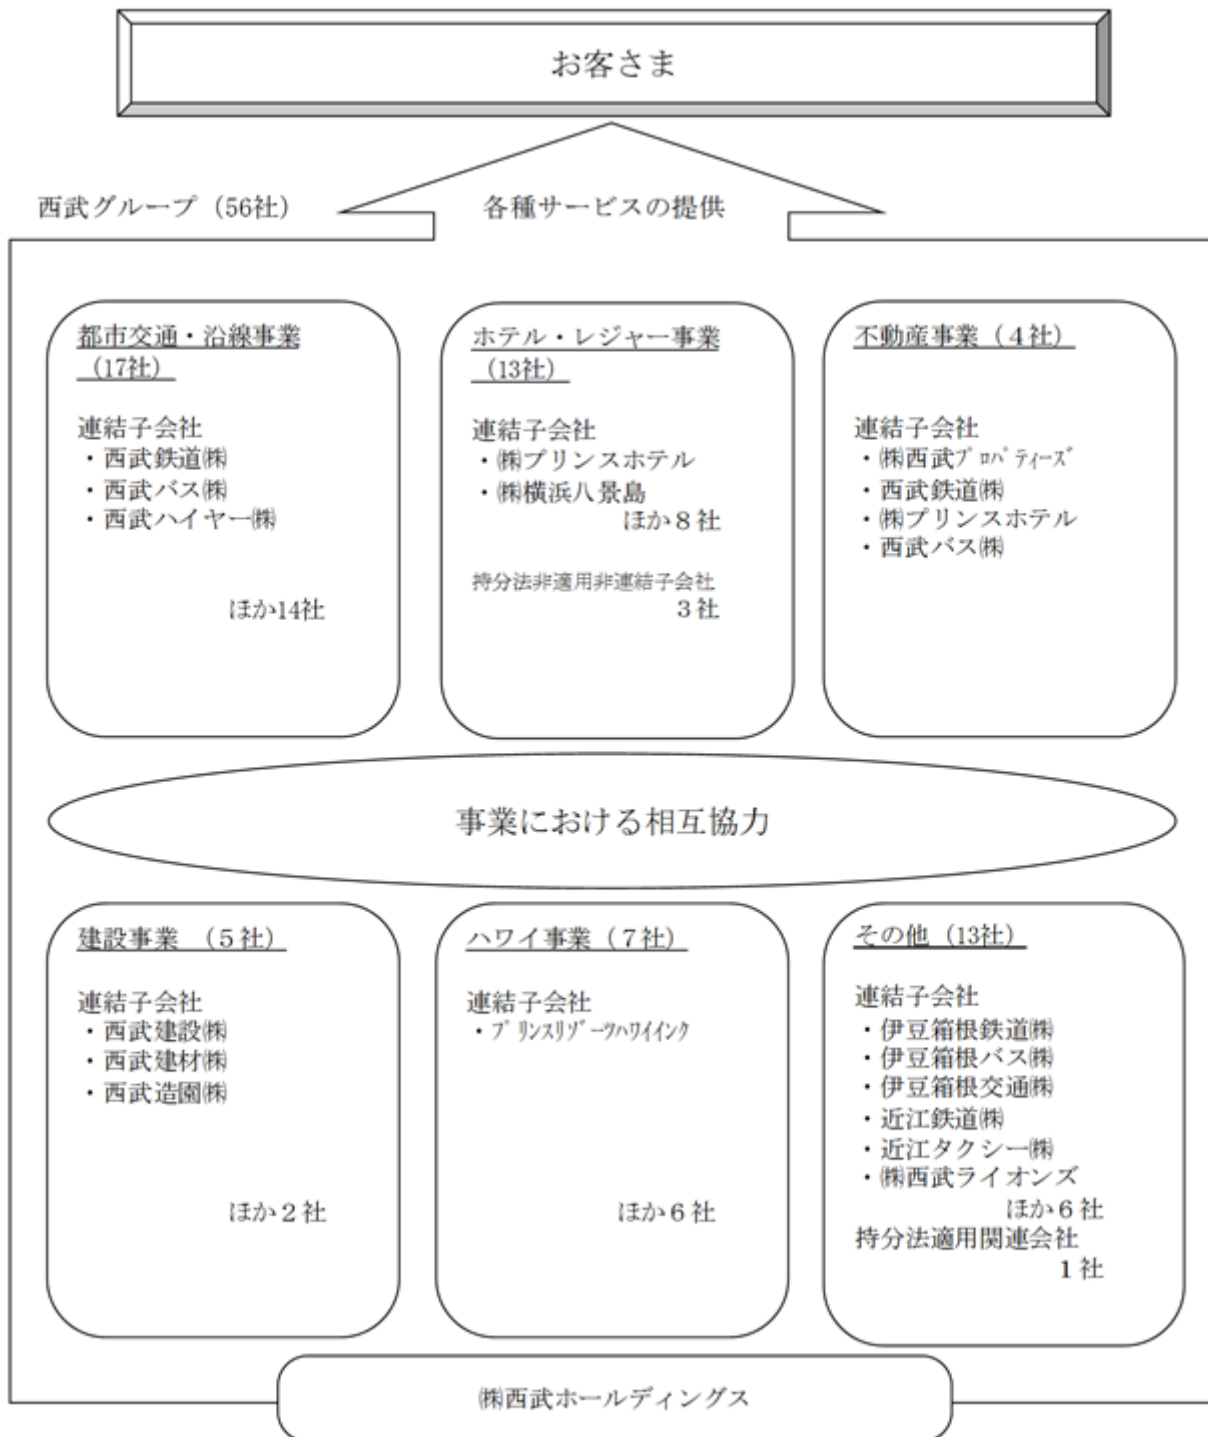 お客さま
西武グループ（56社）
各種サービスの提供
都市交通・沿線事業
（17社）
連結子会社
・西武鉄道㈱
・西武バス㈱
・西武ハイヤー㈱
ほか14社
ホテル・レジャー事業
（13社）
連結子会社
・㈱プリンスホテル
・㈱横浜八景島
ほか８社
持分法非適用非連結子会社
３社
不動産事業（４社）
連結子会社
・㈱西武ﾌﾟﾛﾊﾟﾃｨｰｽﾞ
・西武鉄道㈱
・㈱プリンスホテル
・西武バス㈱
事業における相互協力
建設事業 （５社）
連結子会社
・西武建設㈱
・西武建材㈱
・西武造園㈱
ほか２社
ハワイ事業（７社）
連結子会社
・ﾌﾟﾘﾝｽﾘｿﾞｰﾂﾊﾜｲｲﾝｸ
ほか６社
その他（13社）
連結子会社
・伊豆箱根鉄道㈱
・伊豆箱根バス㈱
・伊豆箱根交通㈱
・近江鉄道㈱
・近江タクシー㈱
・㈱西武ライオンズ
ほか６社
持分法適用関連会社
１社
㈱西武ホールディングス